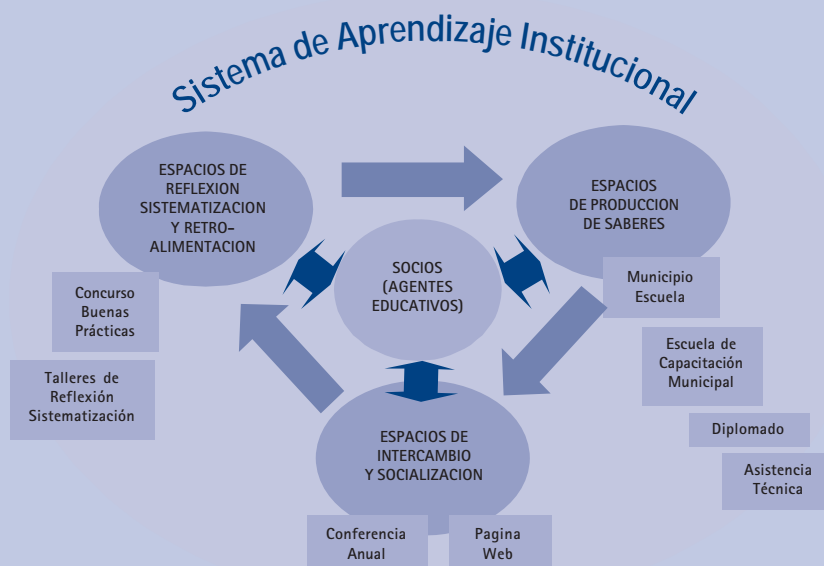 Sistema de Aprendizaje Institucional
ESPACIOS DE
REFLEXION
SISTEMATIZACION
Y RETRO-
ALIMENTACION
ESPACIOS
DE PRODUCCION
DE SABERES
SOCIOS
(AGENTES
EDUCATIVOS)
Concurso
Buenas
Prácticas
Talleres de
Reflexión
Sistematización
Municipio
Escuela
Escuela de
Capacitación
Municipal
Diplomado
Asistencia
Técnica
ESPACIOS DE
INTERCAMBIO
Y SOCIALIZACION
Conferencia
Anual
Pagina
Web